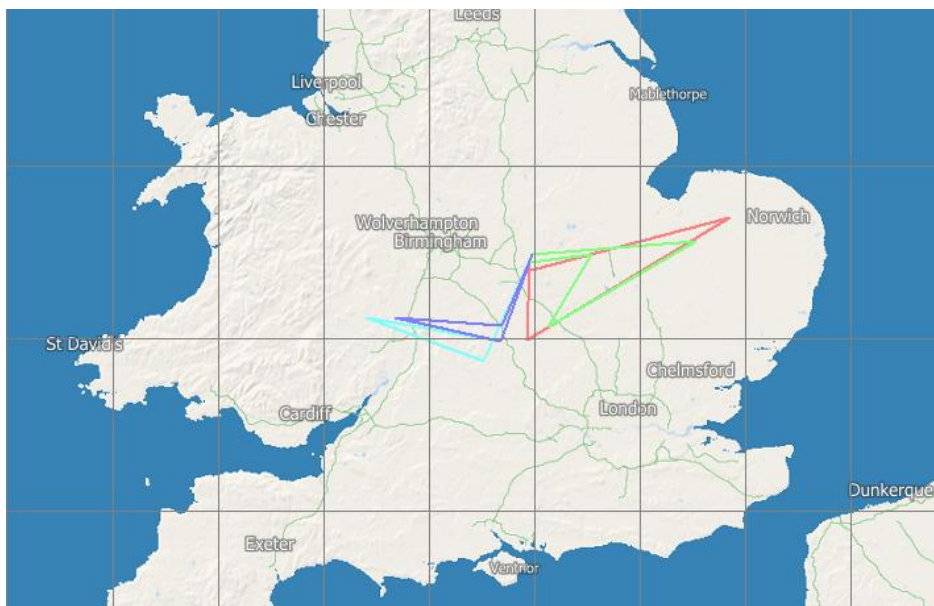 Leeds
Liverpool
Mablethorpe
Chester
Wolverhampton
Norwich
Birmingham
St David's
Chelmsford
Cardiff
London
Dunkerque
Exeter
Ventnor